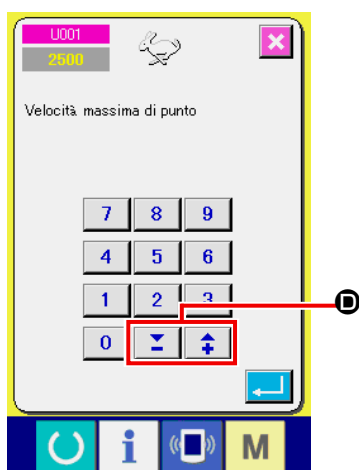 U001
2500
Velocità massima di punto
7 8 9
4 5 6
1 2 3
0 − +
D
i M